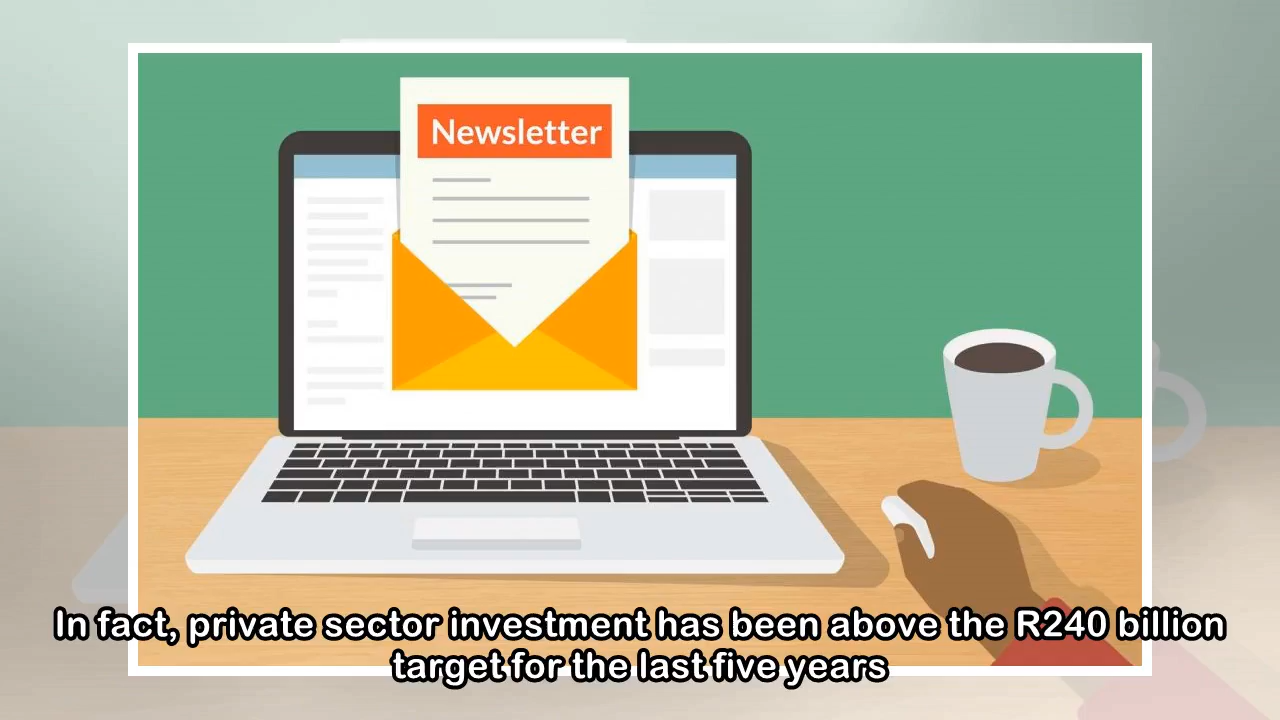 Newsletter
In fact, private sector investment has been above the R240 billion
target for the last five years